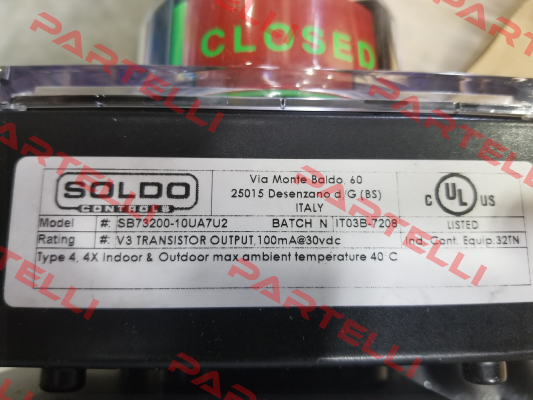 CLOSED
SOLDO
CONTROLS
Via Monte Baldo, 60
25015 Desenzano d/G (BS)
ITALY
C UL US
LISTED
Model #: SB73200-10UA7U2 BATCH N IT03B-7208
Rating: #: V3 TRANSISTOR OUTPUT 100mA@30vdc Ind. Cont. Equip. 32TN
Type 4, 4X Indoor & Outdoor max ambient temperature 40°C
PARTELLI
PARTELLI
PARTELLI
PARTELLI
PARTELLI